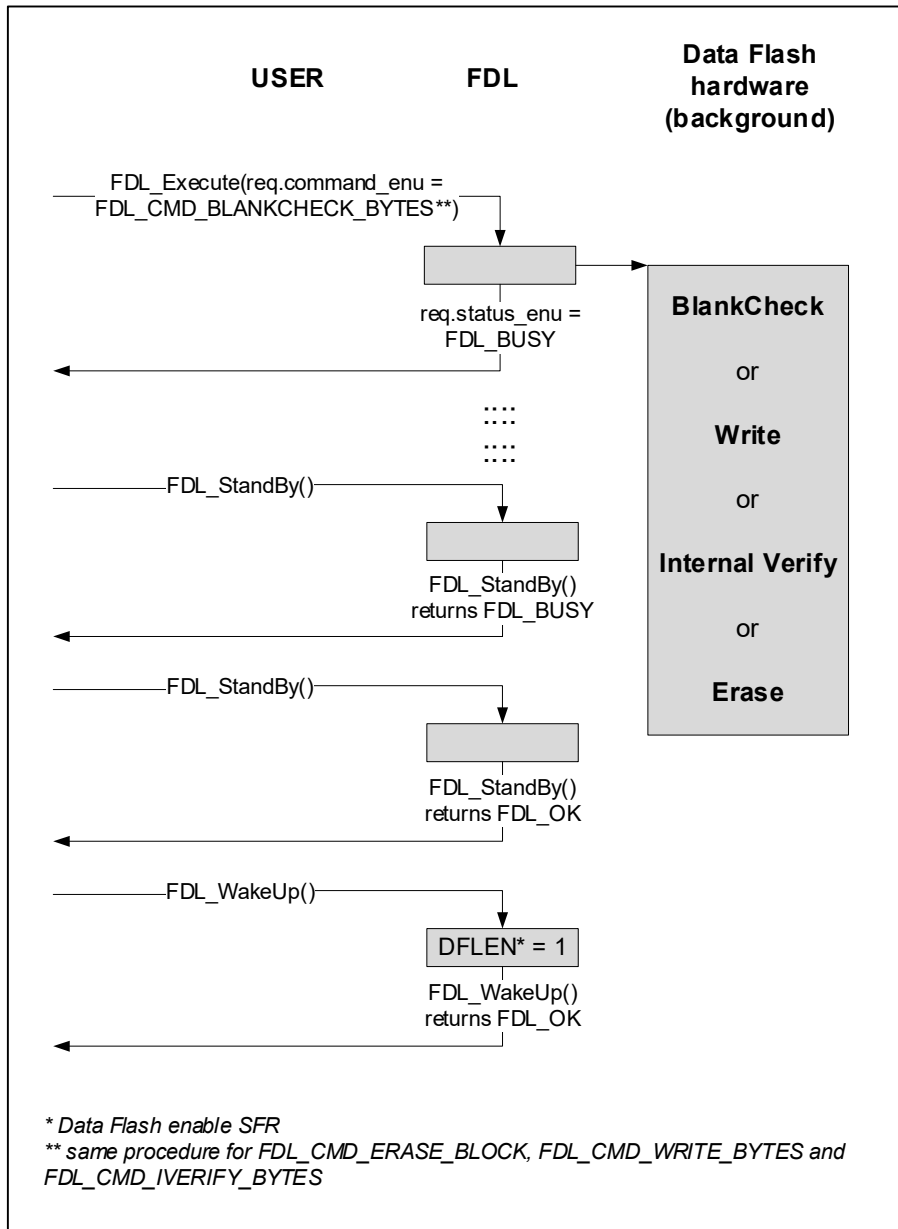 USER
FDL
Data Flash
hardware
(background)
FDL_Execute(req.command_enu =
FDL_CMD_BLANKCHECK_BYTES**)
req.status_enu =
FDL_BUSY
BlankCheck
or
Write
or
Internal Verify
or
Erase
FDL_StandBy()
FDL_StandBy()
returns FDL_BUSY
FDL_StandBy()
FDL_StandBy()
returns FDL_OK
FDL_WakeUp()
DFLEN* = 1
FDL_WakeUp()
returns FDL_OK
* Data Flash enable SFR
** same procedure for FDL_CMD_ERASE_BLOCK, FDL_CMD_WRITE_BYTES and
FDL_CMD_IVERIFY_BYTES